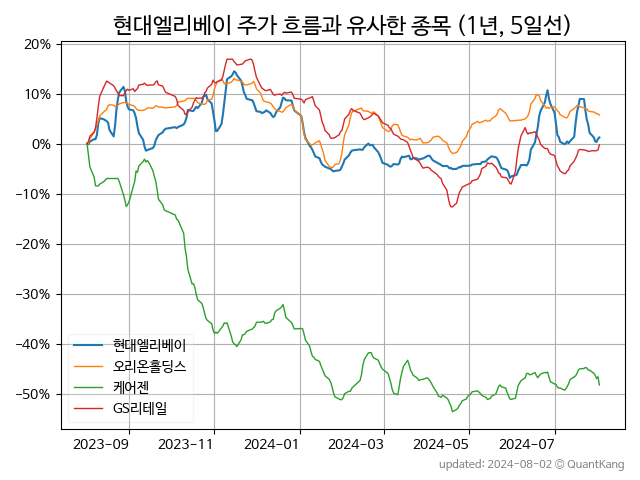 현대엘리베이 주가 흐름과 유사한 종목 (1년, 5일선)
20%
10%
0%
−10%
−20%
−30%
−40%
−50%
현대엘리베이
오리온홀딩스
케어젠
GS리테일
2023-09
2023-11
2024-01
2024-03
2024-05
2024-07
updated: 2024-08-02 © QuantKang